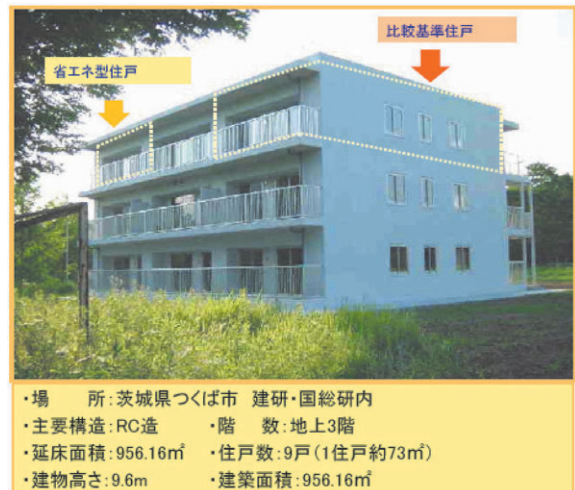 比較基準住戸
省エネ型住戸
・場　　所:茨城県つくば市　建研・国総研内
・主要構造:RC造　　・階　数:地上3階
・延床面積:956.16㎡　・住戸数:9戸(1住戸約73㎡)
・建物高さ:9.6m　　・建築面積:956.16㎡